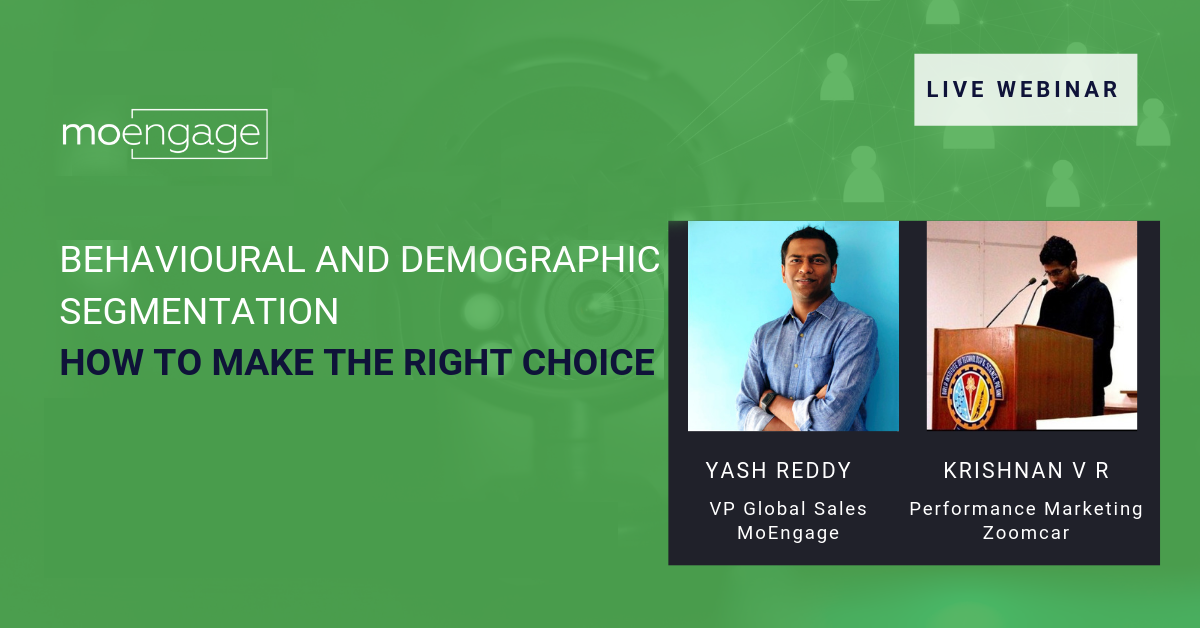 LIVE WEBINAR
moengage
BEHAVIOURAL AND DEMOGRAPHIC
SEGMENTATION
HOW TO MAKE THE RIGHT CHOICE
YASH REDDY
VP Global Sales
MoEngage
KRISHNAN V R
Performance Marketing
Zoomcar